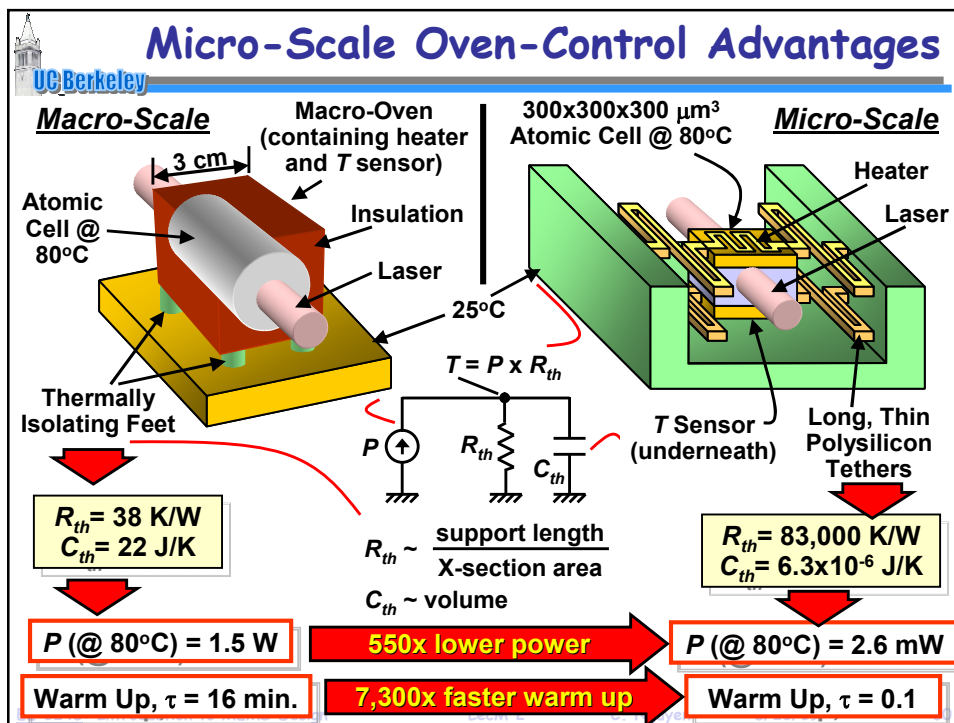 Micro-Scale Oven-Control Advantages
UC Berkeley
Macro-Scale
Macro-Oven
(containing heater
and T sensor)
3 cm
Atomic
Cell @
80°C
Insulation
Laser
Thermally
Isolating Feet
25°C
300x300x300 µm³
Atomic Cell @ 80°C
Micro-Scale
Heater
Laser
T Sensor
(underneath)
Long, Thin
Polysilicon
Tethers
T = P x Rth
P
Rth
Cth
Rth = 38 K/W
Cth = 22 J/K
Rth ~ support length
X-section area
Cth ~ volume
Rth = 83,000 K/W
Cth = 6.3x10⁻⁶ J/K
P (@ 80°C) = 1.5 W
550x lower power
P (@ 80°C) = 2.6 mW
Warm Up, τ = 16 min.
7,300x faster warm up
Warm Up, τ = 0.1